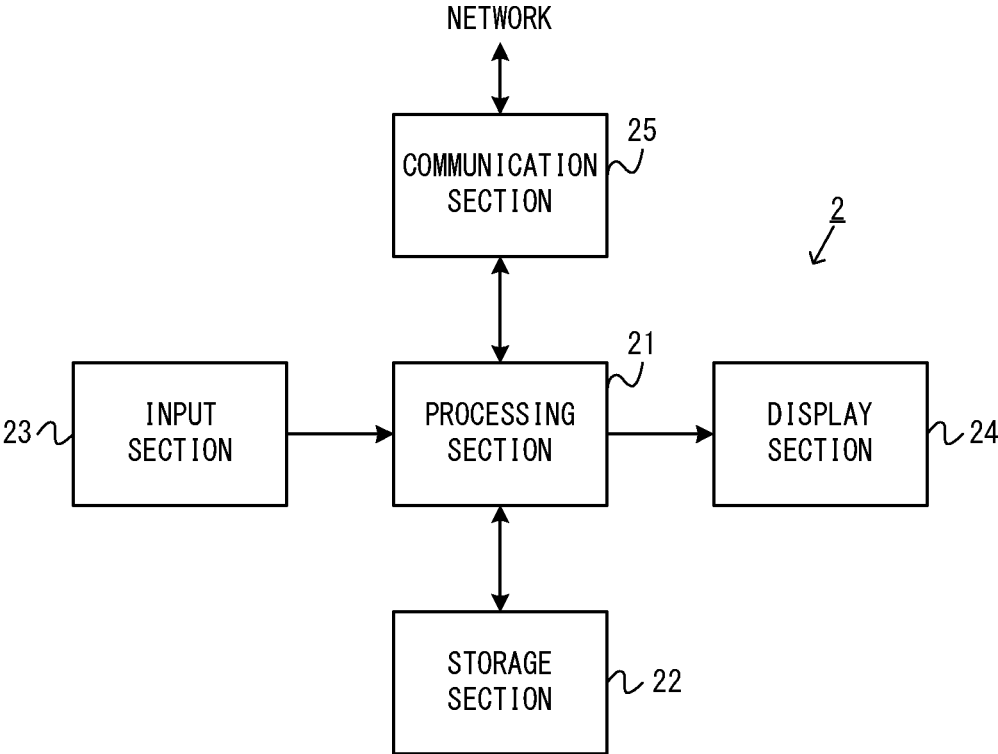 NETWORK
25
COMMUNICATION
SECTION
2
21
INPUT
SECTION
23
PROCESSING
SECTION
DISPLAY
SECTION
24
STORAGE
SECTION
22